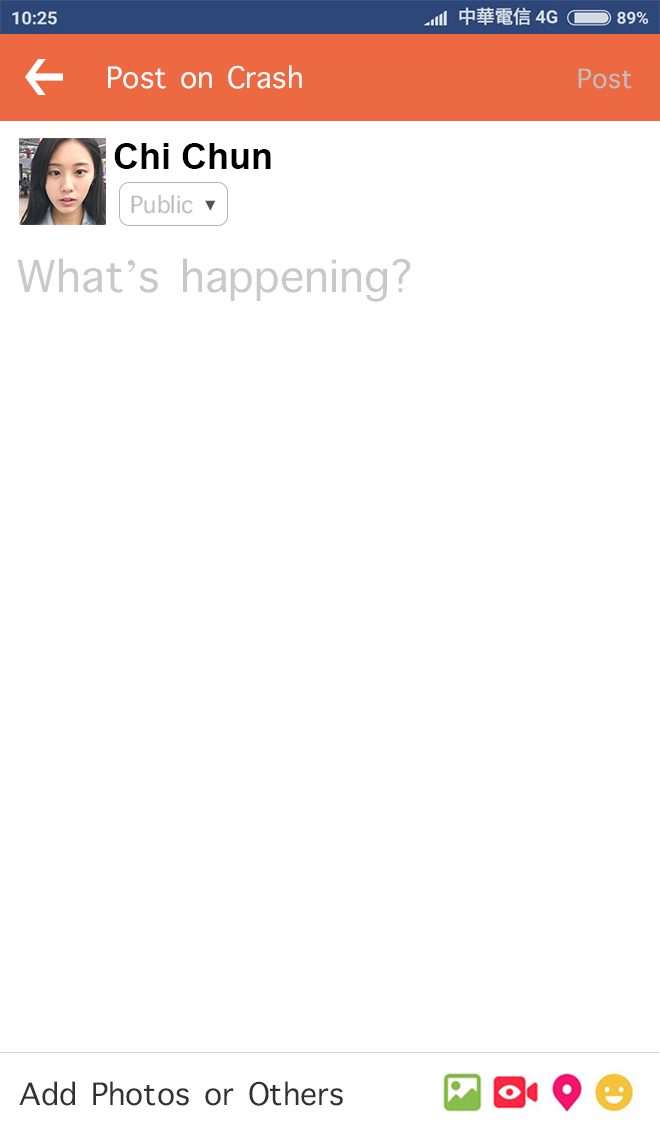 10:25 中華電信 4G 89%
Post on Crash Post
Chi Chun
Public ▼
What's happening?
Add Photos or Others